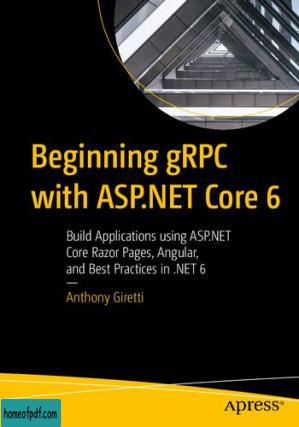 Beginning gRPC
with ASP.NET Core 6
Build Applications using ASP.NET
Core Razor Pages, Angular,
and Best Practices in .NET 6
—
Anthony Giretti
homeofpdf.com
Apress®